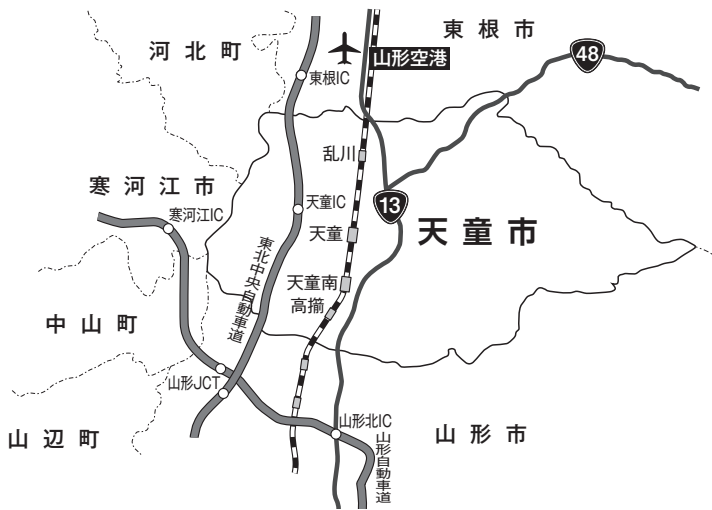 東根市
河北町
48
山形空港
東根IC
乱川
寒河江市
寒河江IC
天童IC
13
天童
天童市
東北中央自動車道
天童南
高擶
中山町
山形JCT
山形北IC
山辺町
山形市
山形自動車道